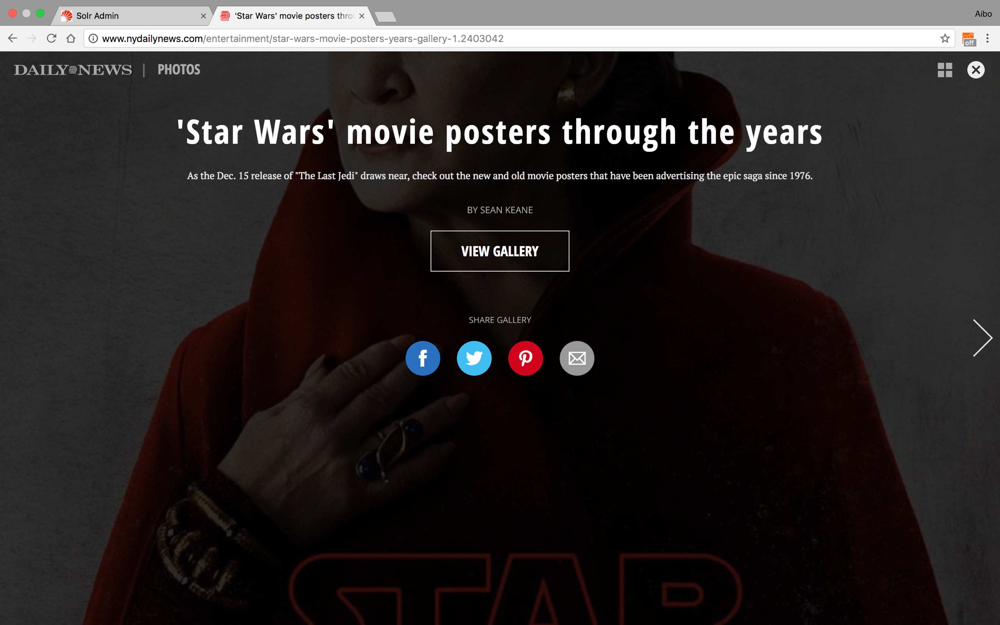 Solr Admin
'Star Wars' movie posters throu
Aibo
www.nydailynews.com/entertainment/star-wars-movie-posters-years-gallery-1.2403042
off
DAILY NEWS | PHOTOS
'Star Wars' movie posters through the years
As the Dec. 15 release of "The Last Jedi" draws near, check out the new and old movie posters that have been advertising the epic saga since 1976.
BY SEAN KEANE
VIEW GALLERY
SHARE GALLERY
STAR